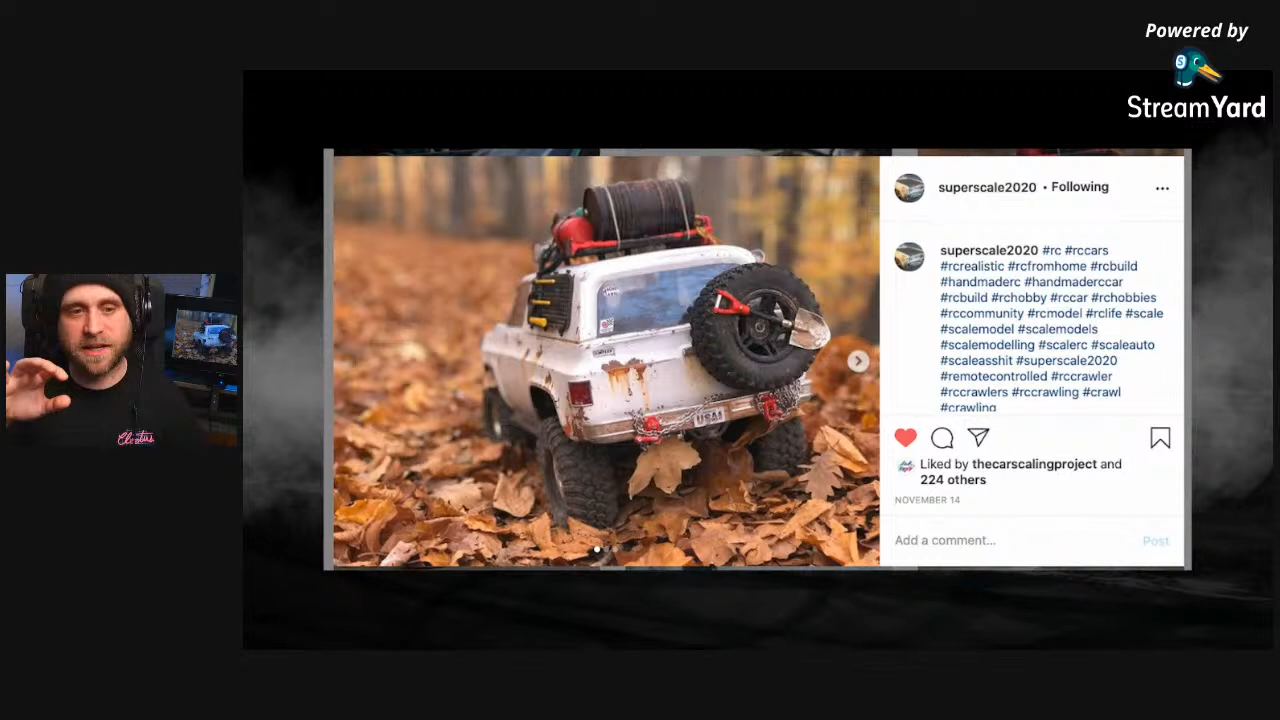 Powered by
StreamYard
superscale2020 • Following
superscale2020 #rc #rccars
#rcrealistic #rcfromhome #rcbuild
#handmaderc #handmaderccar
#rcbuild #rchobby #rccar #rchobbies
#rccommunity #rcmodel #rclife #scale
#scalemodel #scalemodels
#scalemodelling #scalerc #scaleauto
#scaleasshit #superscale2020
#remotecontrolled #rccrawler
#rccrawlers #rccrawling #crawl
#crawling
Liked by thecarscalingproject and
224 others
NOVEMBER 14
Add a comment...
Post
USA1